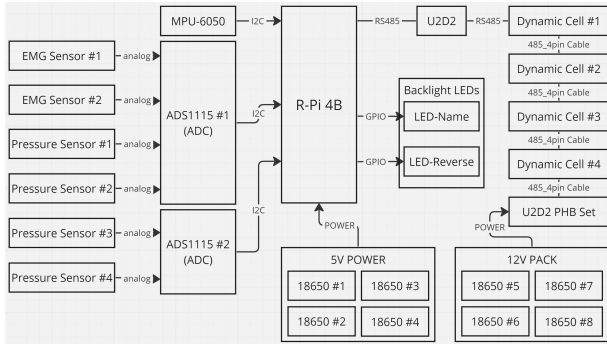 MPU-6050
I2C
RS485
U2D2
RS485
Dynamic Cell #1
485_4pin Cable
EMG Sensor #1
analog
EMG Sensor #2
analog
Pressure Sensor #1
analog
Pressure Sensor #2
analog
Pressure Sensor #3
analog
Pressure Sensor #4
analog
ADS1115 #1
(ADC)
I2C
ADS1115 #2
(ADC)
I2C
R-Pi 4B
GPIO
GPIO
Backlight LEDs
LED-Name
LED-Reverse
Dynamic Cell #2
485_4pin Cable
Dynamic Cell #3
485_4pin Cable
Dynamic Cell #4
485_4pin Cable
U2D2 PHB Set
POWER
POWER
5V POWER
18650 #1
18650 #3
18650 #2
18650 #4
12V PACK
18650 #5
18650 #7
18650 #6
18650 #8